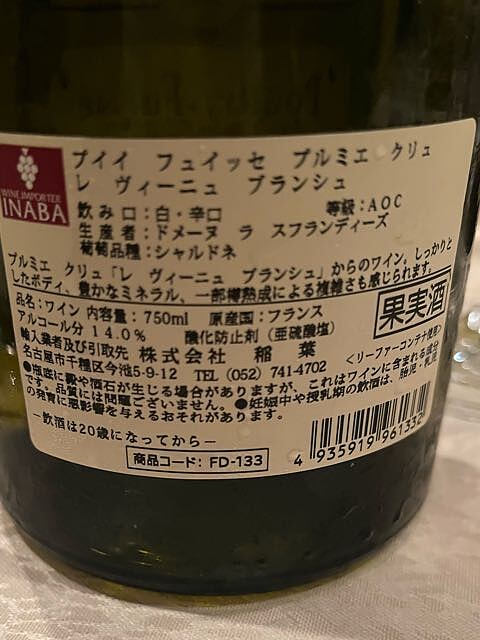 WINE IMPORTER
INABA
プイイ フュイッセ プルミエ クリュ
レ ヴィーニュ ブランシュ
飲み口：白・辛口 等級：AOC
生産者：ドメーヌ ラ スフランディーズ
葡萄品種：シャルドネ
プルミエ クリュ「レ ヴィーニュ ブランシュ」からのワイン。しっかりと
したボディ、豊かなミネラル、一部樽熟成による複雑さも感じられます。
品名：ワイン 内容量：750ml 原産国：フランス
アルコール分 14.0% 酸化防止剤（亜硫酸塩）
果実酒
輸入業者及び引取先 株式会社 稲葉
名古屋市千種区今池5-9-12 TEL（052）741-4702
＜リーファーコンテナ使用＞
●瓶底に澱や酒石が生じる場合がありますが、これはワインに含まれる成分
です。品質には問題ございません。●妊娠中や授乳期の飲酒は、胎児・乳児
の発育に悪影響を与えるおそれがあります。
―飲酒は20歳になってから―
商品コード：FD-133
4 935919 961332